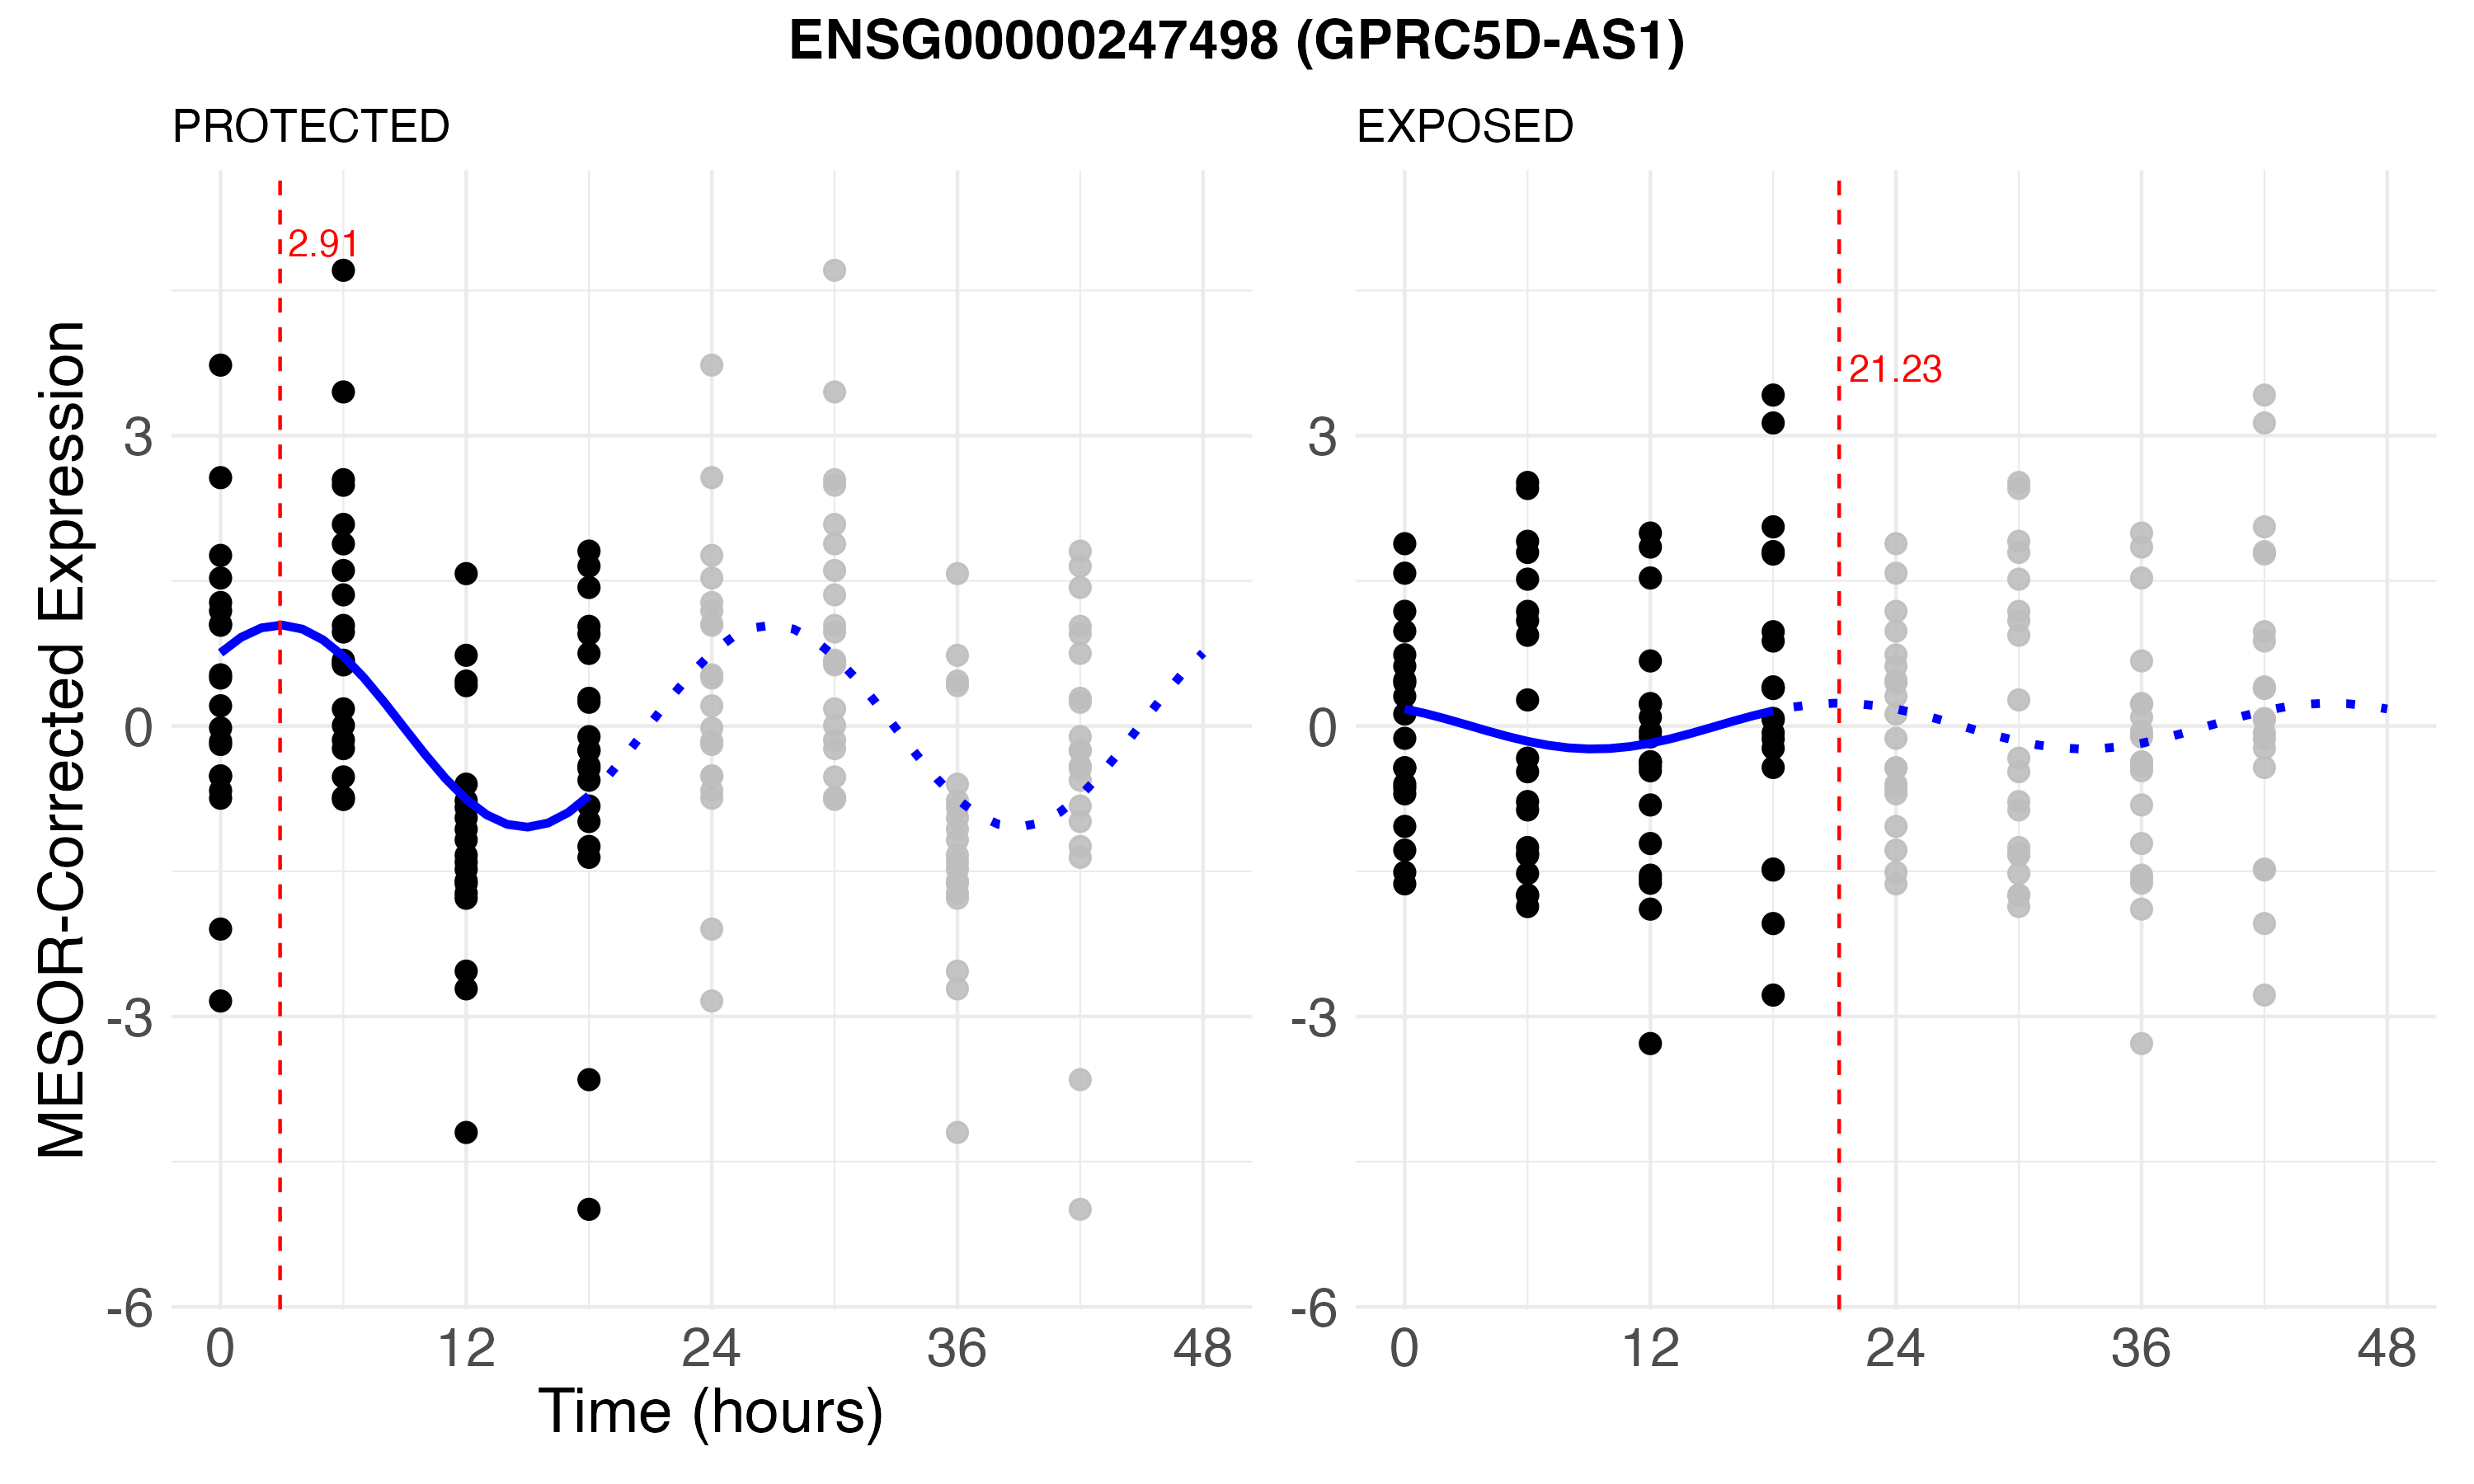 ENSG00000247498 (GPRC5D-AS1)
PROTECTED
EXPOSED
2.91
21.23
MESOR-Corrected Expression
3
0
-3
-6
3
0
-3
-6
0 12 24 36 48
0 12 24 36 48
Time (hours)